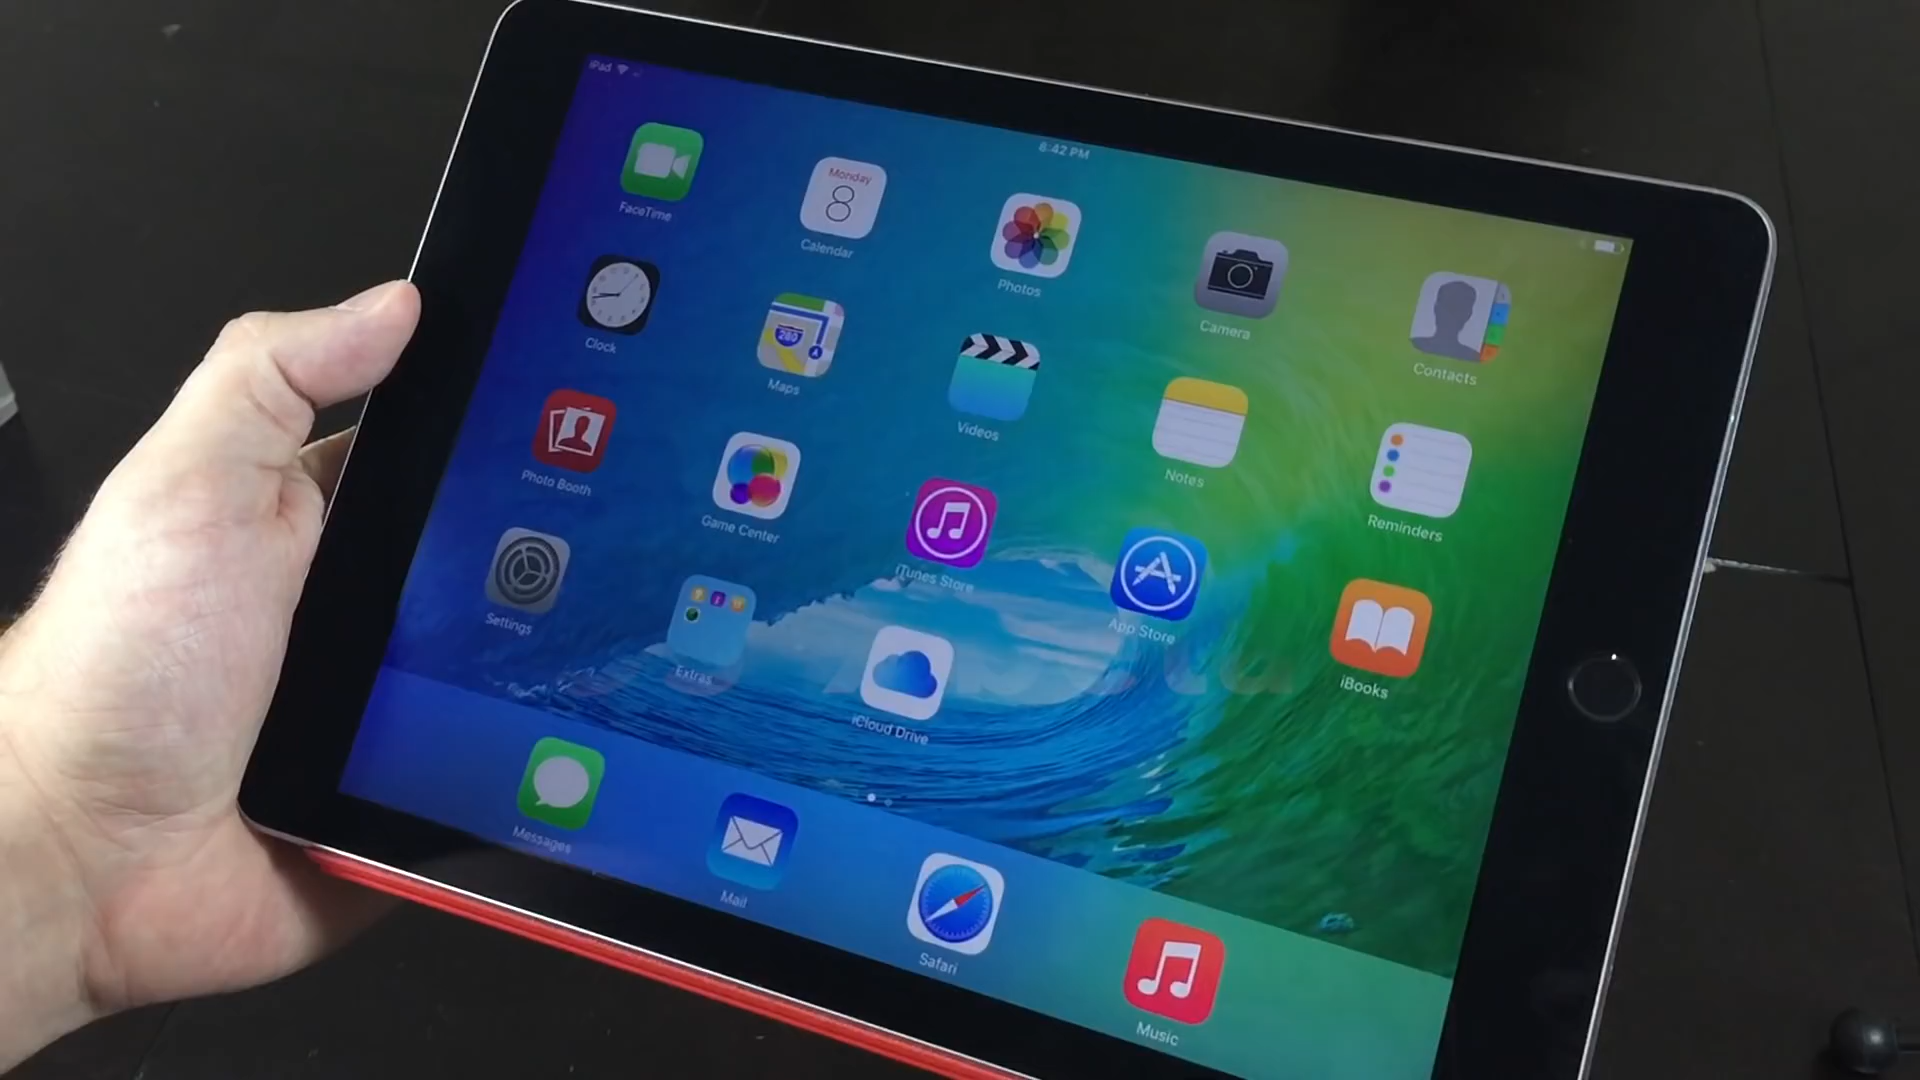 iPad
6:42 PM
FaceTime
Monday
8
Calendar
Photos
Camera
Contacts
Clock
280
Maps
Videos
Notes
Reminders
Photo Booth
Game Center
iTunes Store
App Store
iBooks
Settings
Extras
iCloud Drive
Messages
Mail
Safari
Music